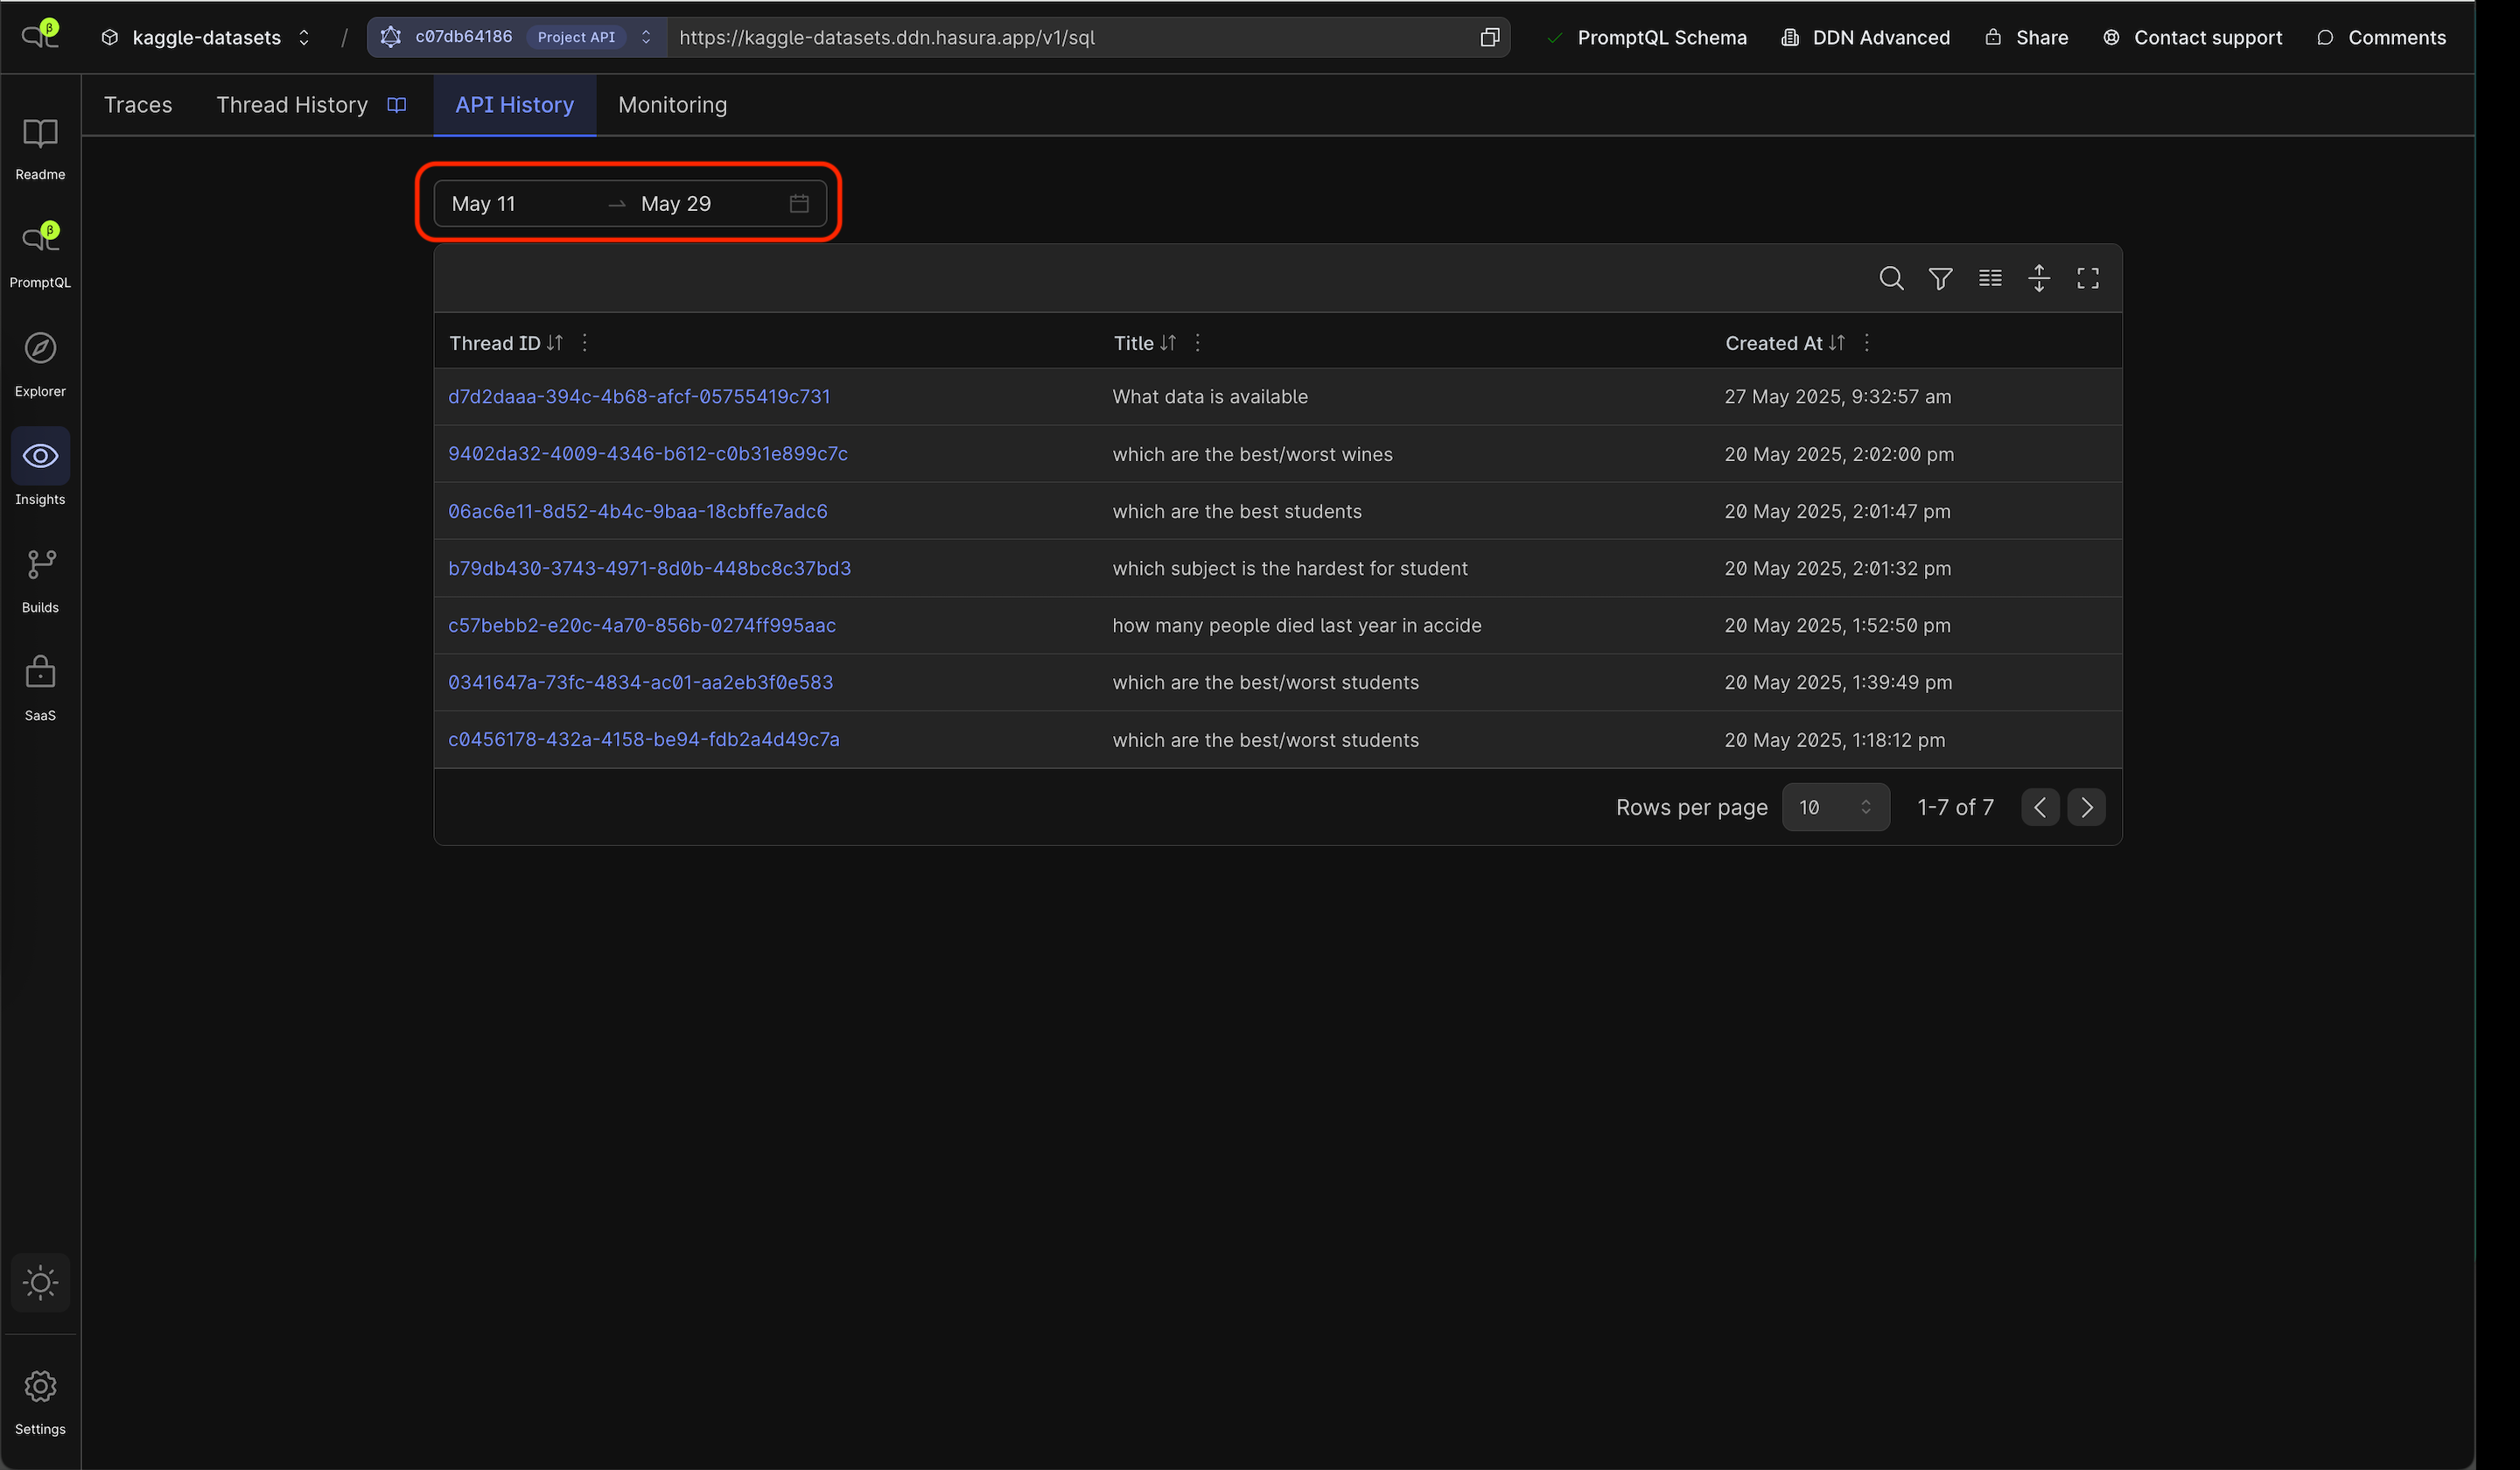 β
kaggle-datasets / c07db64186 Project API https://kaggle-datasets.ddn.hasura.app/v1/sql PromptQL Schema DDN Advanced Share Contact support Comments
Traces Thread History API History Monitoring
Readme
β
PromptQL
Explorer
Insights
Builds
SaaS
Settings
May 11 → May 29
Thread ID Title Created At
d7d2daaa-394c-4b68-afcf-05755419c731 What data is available 27 May 2025, 9:32:57 am
9402da32-4009-4346-b612-c0b31e899c7c which are the best/worst wines 20 May 2025, 2:02:00 pm
06ac6e11-8d52-4b4c-9baa-18cbffe7adc6 which are the best students 20 May 2025, 2:01:47 pm
b79db430-3743-4971-8d0b-448bc8c37bd3 which subject is the hardest for student 20 May 2025, 2:01:32 pm
c57bebb2-e20c-4a70-856b-0274ff995aac how many people died last year in accide 20 May 2025, 1:52:50 pm
0341647a-73fc-4834-ac01-aa2eb3f0e583 which are the best/worst students 20 May 2025, 1:39:49 pm
c0456178-432a-4158-be94-fdb2a4d49c7a which are the best/worst students 20 May 2025, 1:18:12 pm
Rows per page 10 1-7 of 7